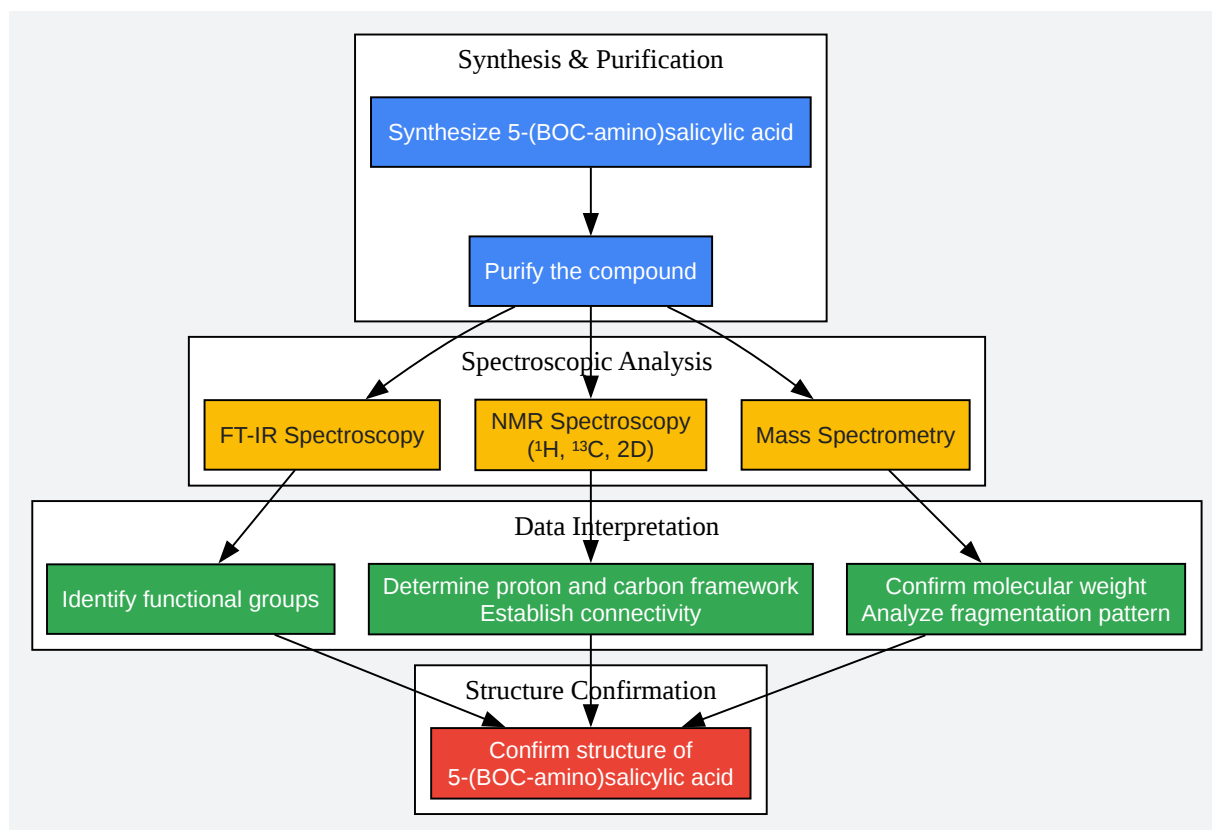 Synthesis & Purification
Synthesize 5-(BOC-amino)salicylic acid
Purify the compound
Spectroscopic Analysis
FT-IR Spectroscopy
NMR Spectroscopy
(¹H, ¹³C, 2D)
Mass Spectrometry
Data Interpretation
Identify functional groups
Determine proton and carbon framework
Establish connectivity
Confirm molecular weight
Analyze fragmentation pattern
Structure Confirmation
Confirm structure of
5-(BOC-amino)salicylic acid